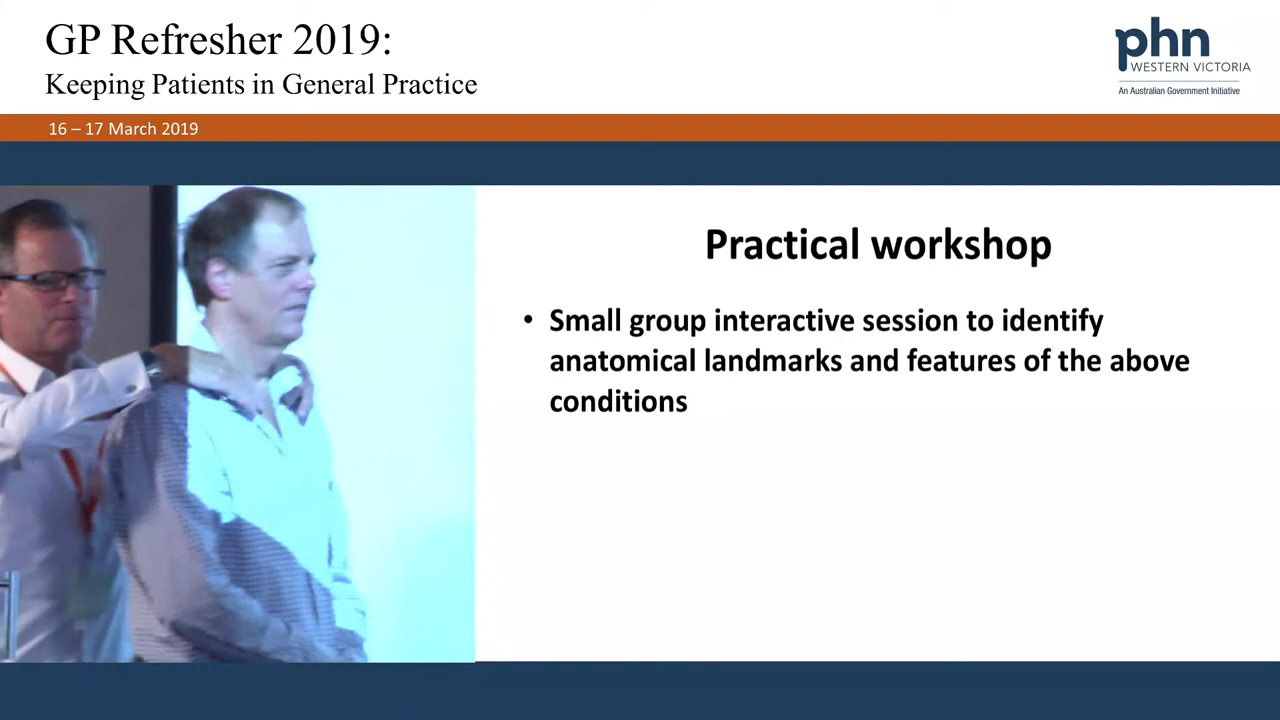 GP Refresher 2019:
Keeping Patients in General Practice
phn
WESTERN VICTORIA
An Australian Government Initiative
16 – 17 March 2019
Practical workshop
• Small group interactive session to identify
anatomical landmarks and features of the above
conditions